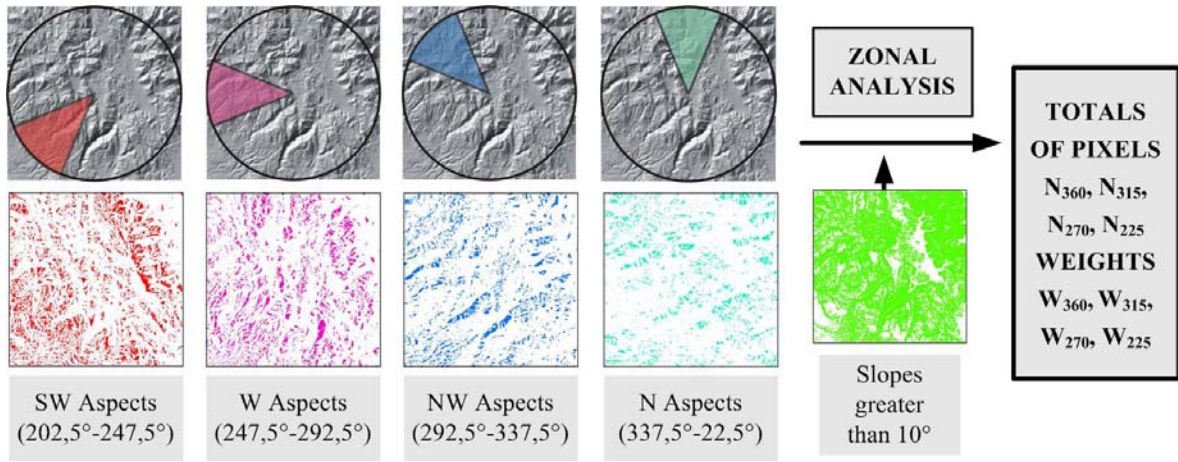 ZONAL
ANALYSIS
TOTALS
OF PIXELS
N360, N315,
N270, N225
WEIGHTS
W360, W315,
W270, W225
SW Aspects
(202,5°-247,5°)
W Aspects
(247,5°-292,5°)
NW Aspects
(292,5°-337,5°)
N Aspects
(337,5°-22,5°)
Slopes
greater
than 10°